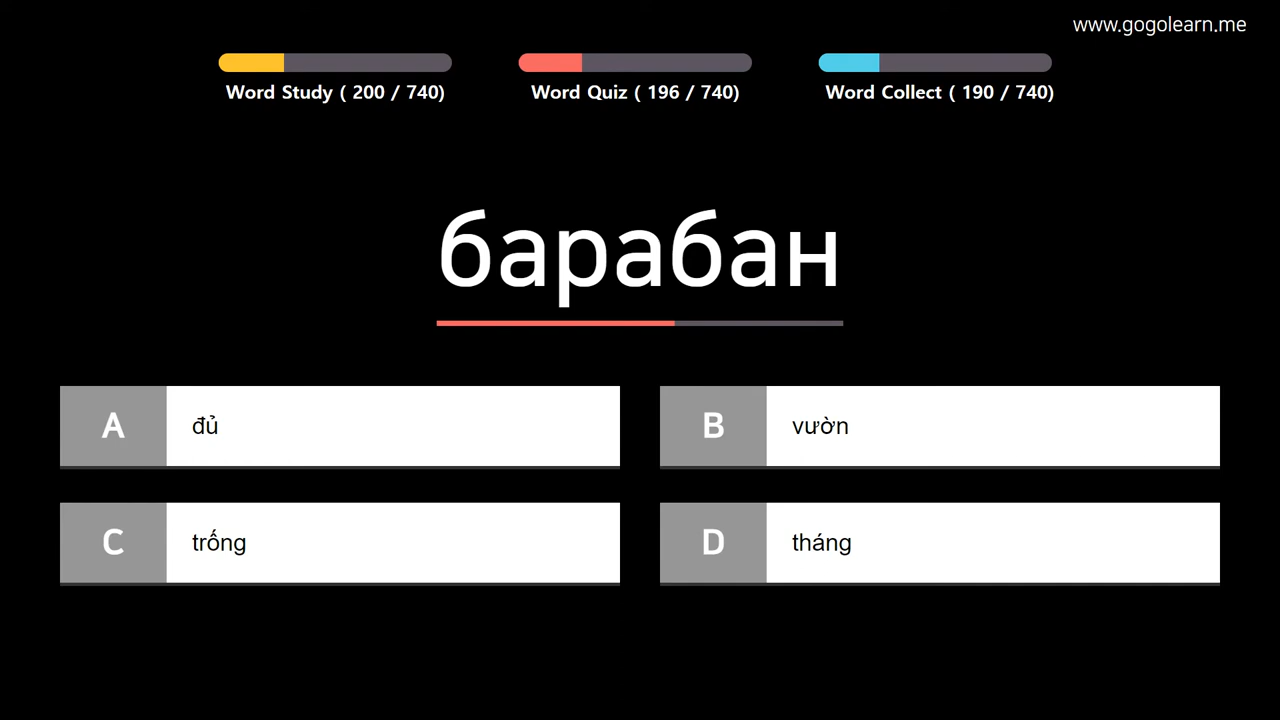 www.gogolearn.me
Word Study ( 200 / 740)
Word Quiz ( 196 / 740)
Word Collect ( 190 / 740)
барабан
A đủ
B vườn
C trống
D tháng